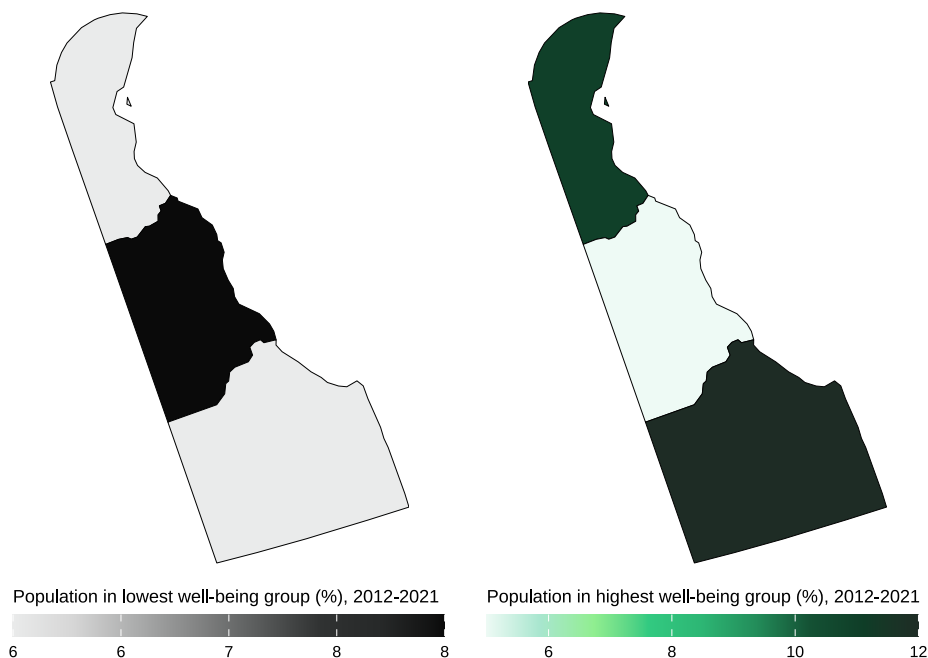 Population in lowest well-being group (%), 2012-2021
6 6 7 8 8
Population in highest well-being group (%), 2012-2021
6 8 10 12